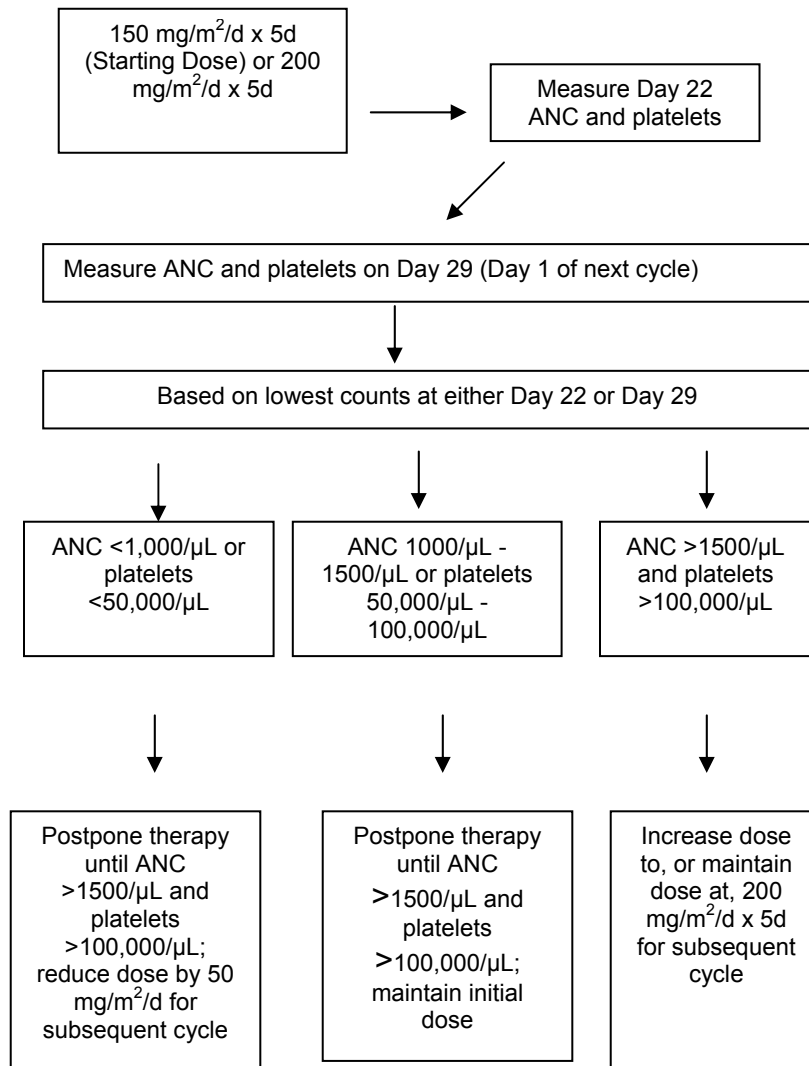 150 mg/m²/d x 5d
(Starting Dose) or 200
mg/m²/d x 5d
Measure Day 22
ANC and platelets
Measure ANC and platelets on Day 29 (Day 1 of next cycle)
Based on lowest counts at either Day 22 or Day 29
ANC <1,000/µL or
platelets
<50,000/µL
ANC 1000/µL -
1500/µL or platelets
50,000/µL -
100,000/µL
ANC >1500/µL
and platelets
>100,000/µL
Postpone therapy
until ANC
>1500/µL and
platelets
>100,000/µL;
reduce dose by 50
mg/m²/d for
subsequent cycle
Postpone therapy
until ANC
>1500/µL and
platelets
>100,000/µL;
maintain initial
dose
Increase dose
to, or maintain
dose at, 200
mg/m²/d x 5d
for subsequent
cycle